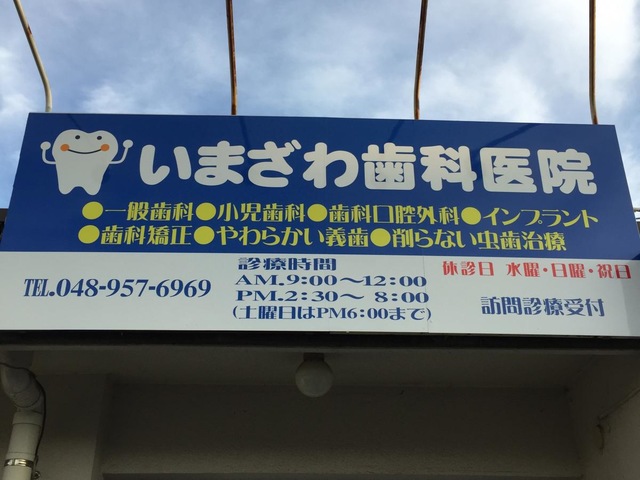 いまざわ歯科医院
●一般歯科●小児歯科●歯科口腔外科●インプラント
●歯科矯正●やわらかい義歯●削らない虫歯治療
TEL.048-957-6969
診療時間
AM.9:00〜12:00
PM.2:30〜 8:00
(土曜日はPM6:00まで)
休診日 水曜・日曜・祝日
訪問診療受付